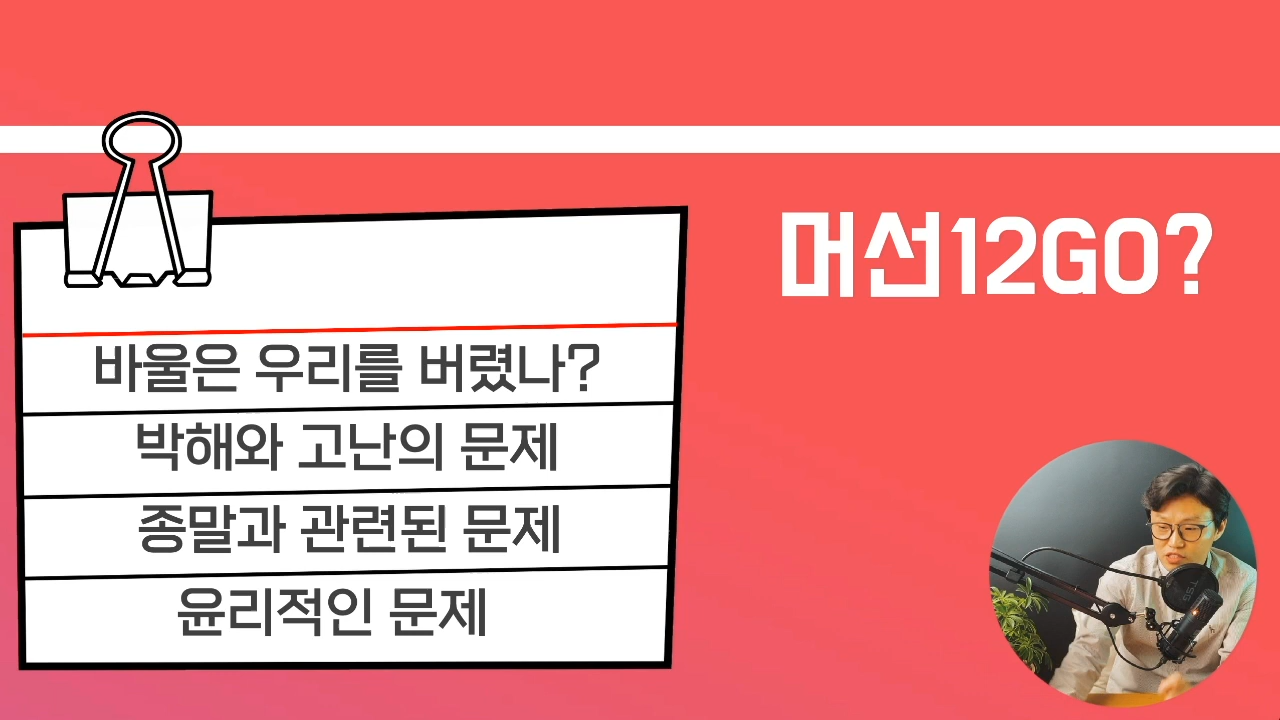 머선12GO?
바울은 우리를 버렸나?
박해와 고난의 문제
종말과 관련된 문제
윤리적인 문제